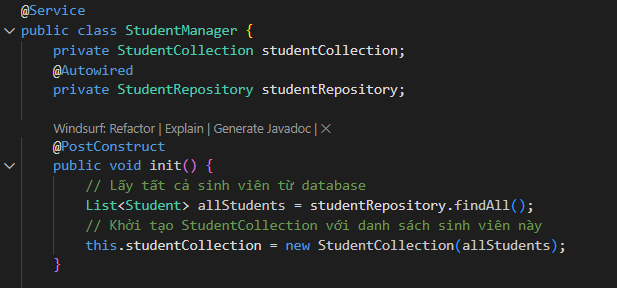 @Service
public class StudentManager {
private StudentCollection studentCollection;
@Autowired
private StudentRepository studentRepository;
Windsurf: Refactor | Explain | Generate Javadoc | ✕
@PostConstruct
public void init() {
// Lấy tất cả sinh viên từ database
List<Student> allStudents = studentRepository.findAll();
// Khởi tạo StudentCollection với danh sách sinh viên này
this.studentCollection = new StudentCollection(allStudents);
}